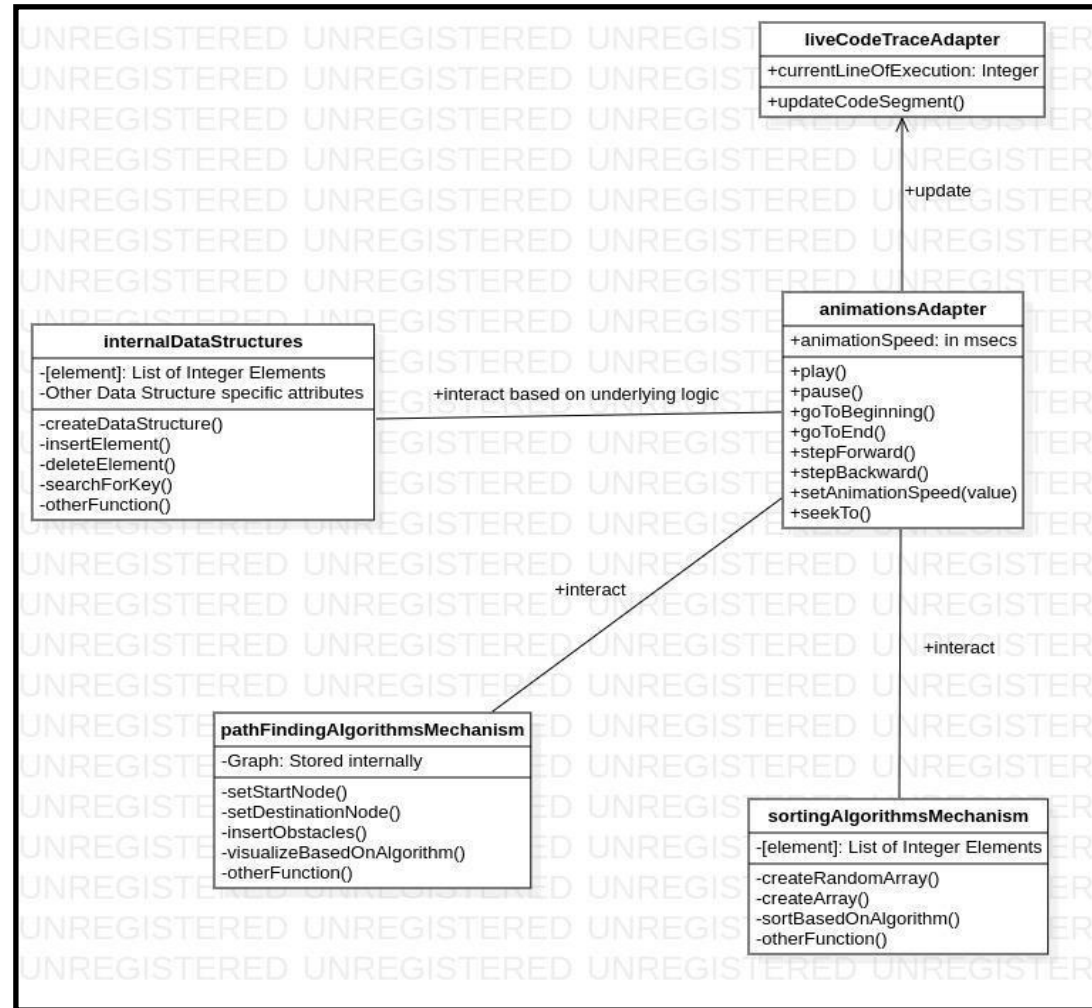 UNREGISTERED UNREGISTERED UNREGISTERED
liveCodeTraceAdapter
+currentLineOfExecution: Integer
+updateCodeSegment()
+update
animationsAdapter
+animationSpeed: in msecs
+play()
+pause()
+goToBeginning()
+goToEnd()
+stepForward()
+stepBackward()
+setAnimationSpeed(value)
+seekTo()
internalDataStructures
-[element]: List of Integer Elements
-Other Data Structure specific attributes
-createDataStructure()
-insertElement()
-deleteElement()
-searchForKey()
-otherFunction()
+interact based on underlying logic
+interact
+interact
pathFindingAlgorithmsMechanism
-Graph: Stored internally
-setStartNode()
-setDestinationNode()
-insertObstacles()
-visualizeBasedOnAlgorithm()
-otherFunction()
sortingAlgorithmsMechanism
-[element]: List of Integer Elements
-createRandomArray()
-createArray()
-sortBasedOnAlgorithm()
-otherFunction()